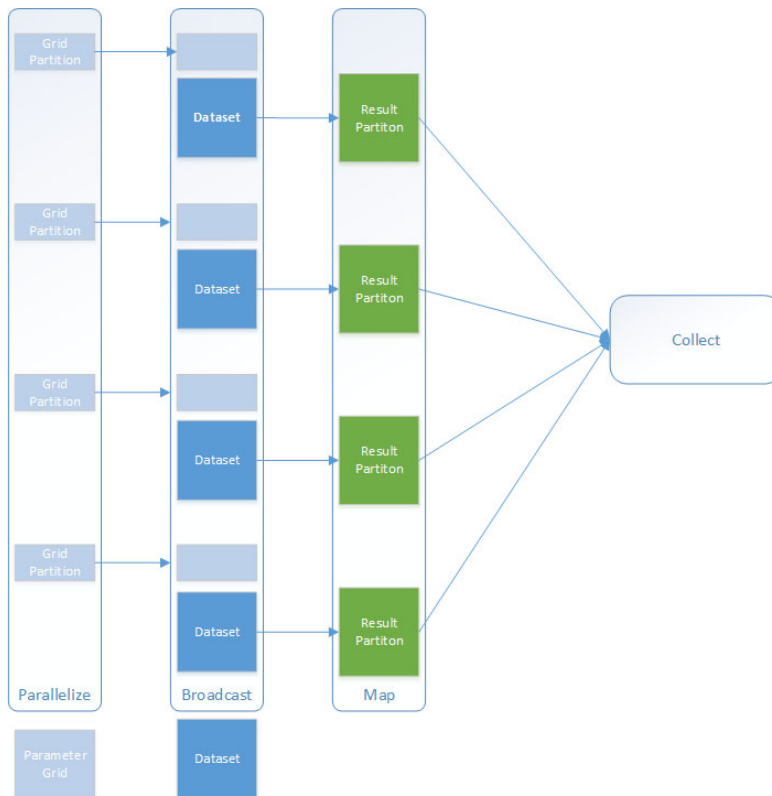 Grid
Partition
Dataset
Result
Partiton
Grid
Partition
Dataset
Result
Partiton
Collect
Grid
Partition
Dataset
Result
Partiton
Grid
Partition
Dataset
Result
Partiton
Parallelize
Broadcast
Map
Parameter
Grid
Dataset